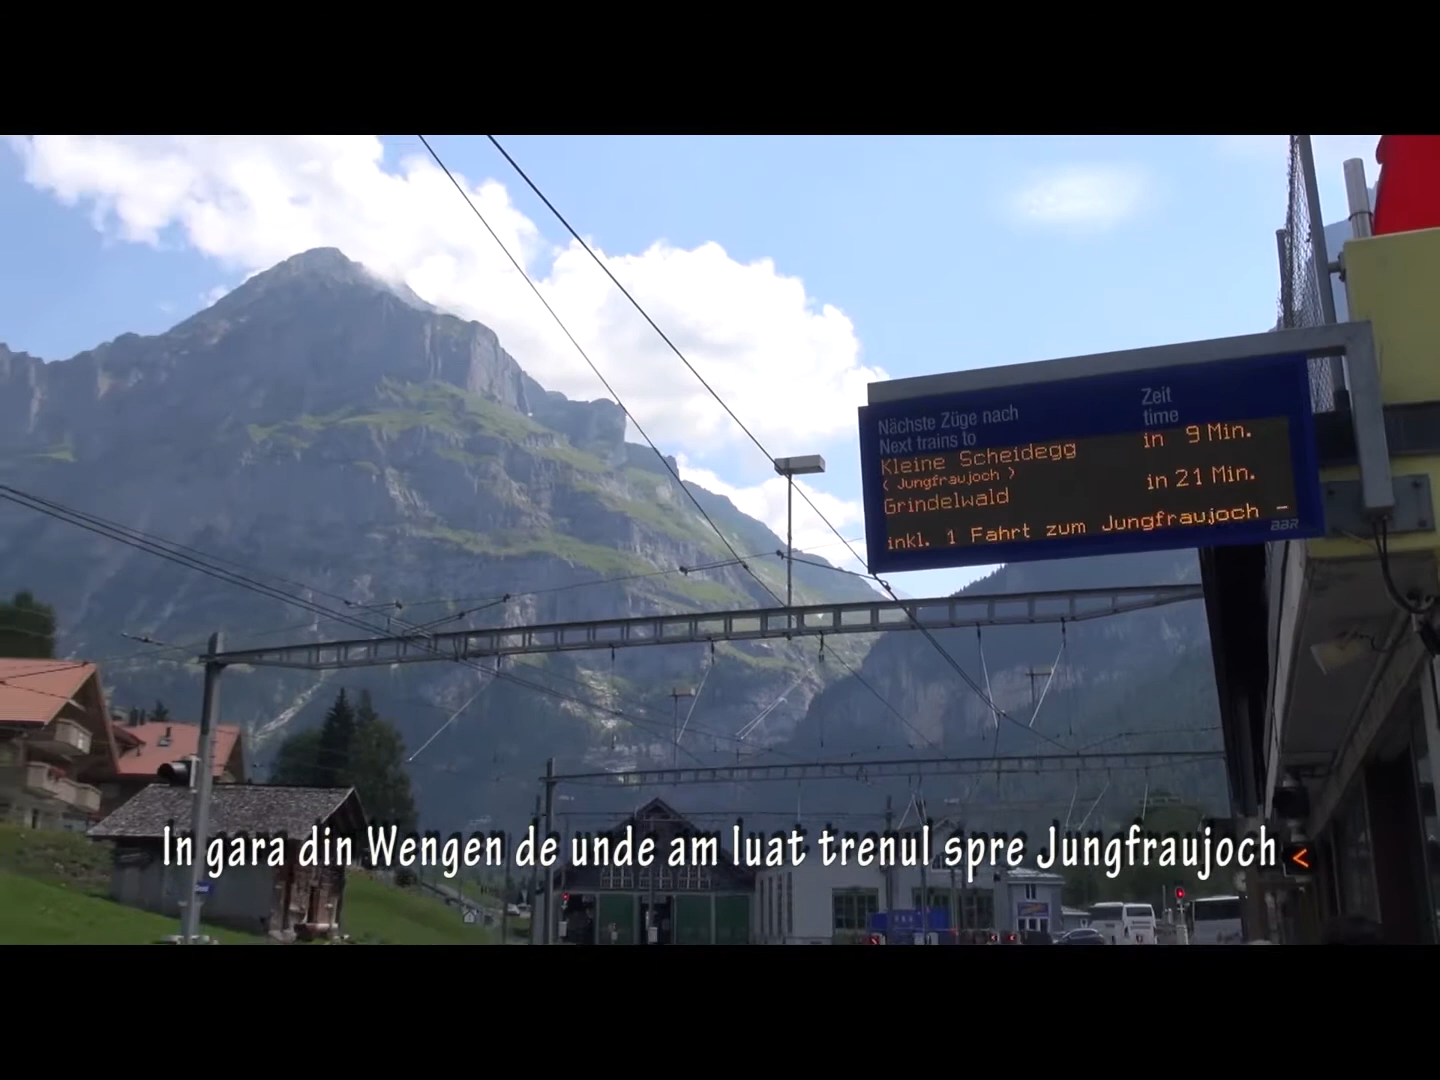 Nächste Züge nach Zeit
Next trains to time
Kleine Scheidegg in 9 Min.
( Jungfraujoch )
Grindelwald in 21 Min.
inkl. 1 Fahrt zum Jungfraujoch -
BBR
In gara din Wengen de unde am luat trenul spre Jungfraujoch
<